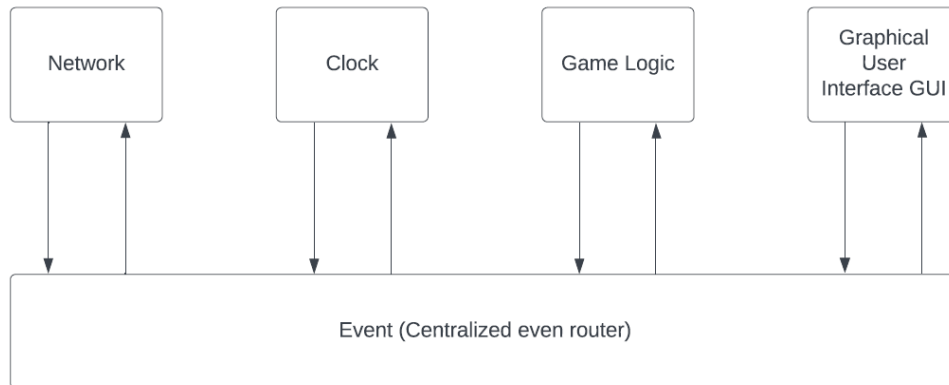 Network
Clock
Game Logic
Graphical
User
Interface GUI
Event (Centralized even router)